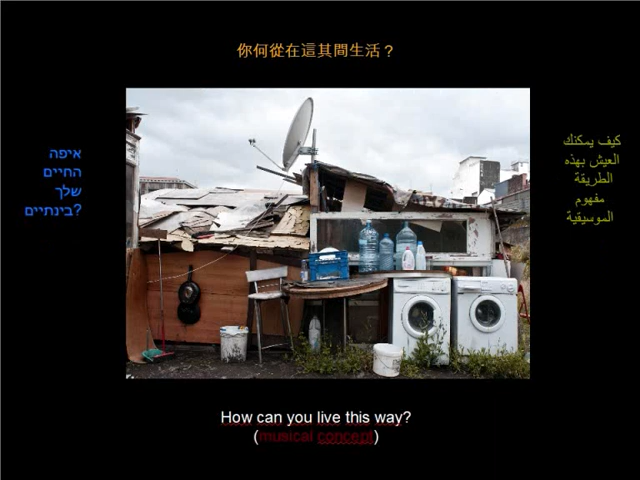 你何從在這其間生活？
איפה
החיים
שלך
בינתיים?
كيف يمكنك
العيش بهذه
الطريقة
مفهوم
الموسيقية
How can you live this way?
(musical concept)